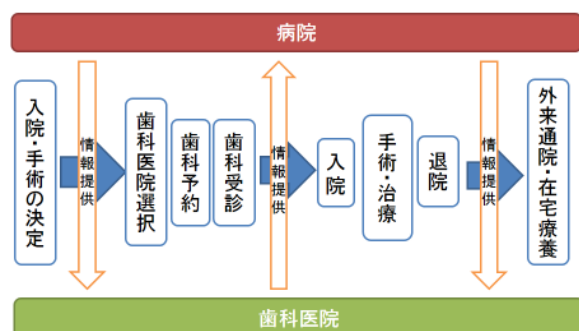 病院
入院・手術の決定
情報提供
歯科医院選択
歯科予約
歯科受診
情報提供
入院
手術・治療
退院
情報提供
外来通院・在宅療養
歯科医院